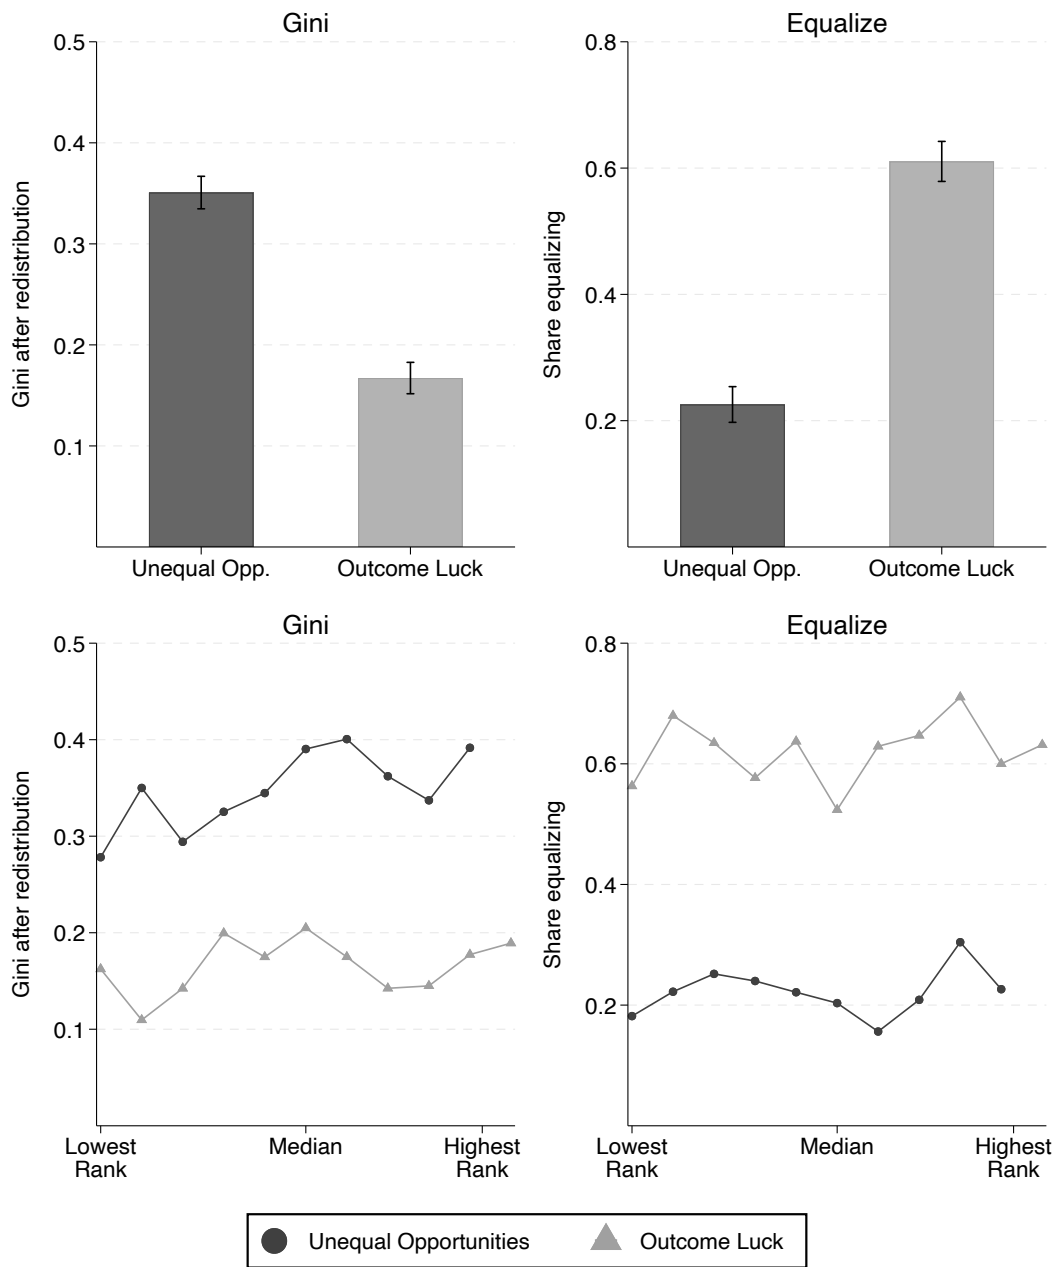 Gini
Gini after redistribution
0.5
0.4
0.3
0.2
0.1
Unequal Opp.
Outcome Luck
Equalize
Share equalizing
0.8
0.6
0.4
0.2
Unequal Opp.
Outcome Luck
Gini
Gini after redistribution
0.5
0.4
0.3
0.2
0.1
Lowest
Rank
Median
Highest
Rank
Equalize
Share equalizing
0.8
0.6
0.4
0.2
Lowest
Rank
Median
Highest
Rank
Unequal Opportunities
Outcome Luck